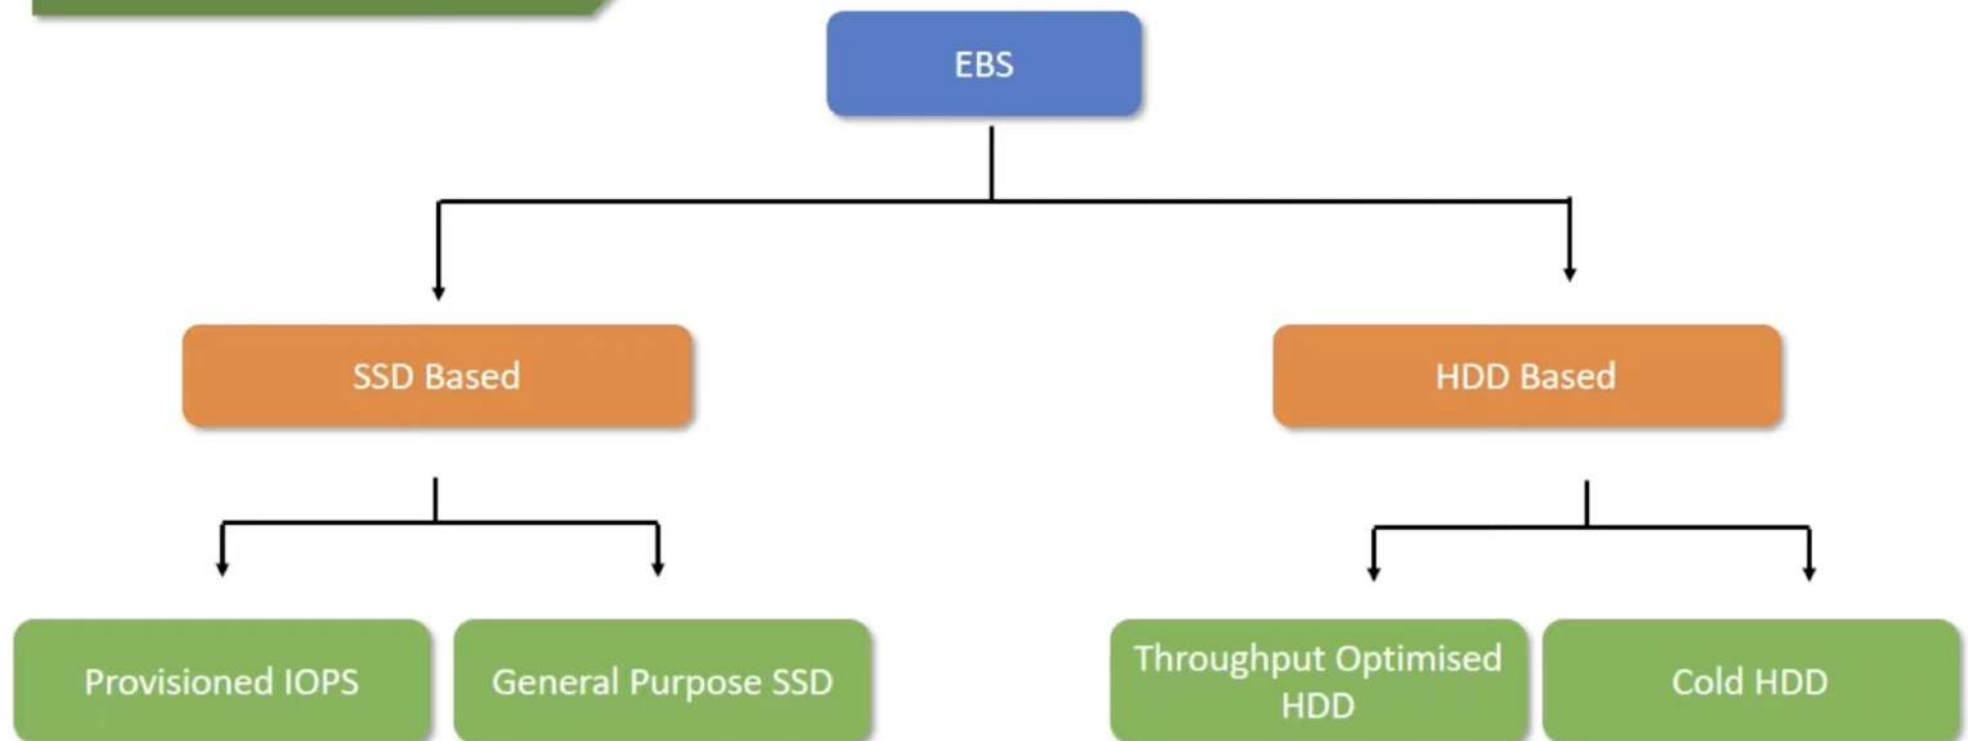 EBS
SSD Based
HDD Based
Provisioned IOPS
General Purpose SSD
Throughput Optimised
HDD
Cold HDD